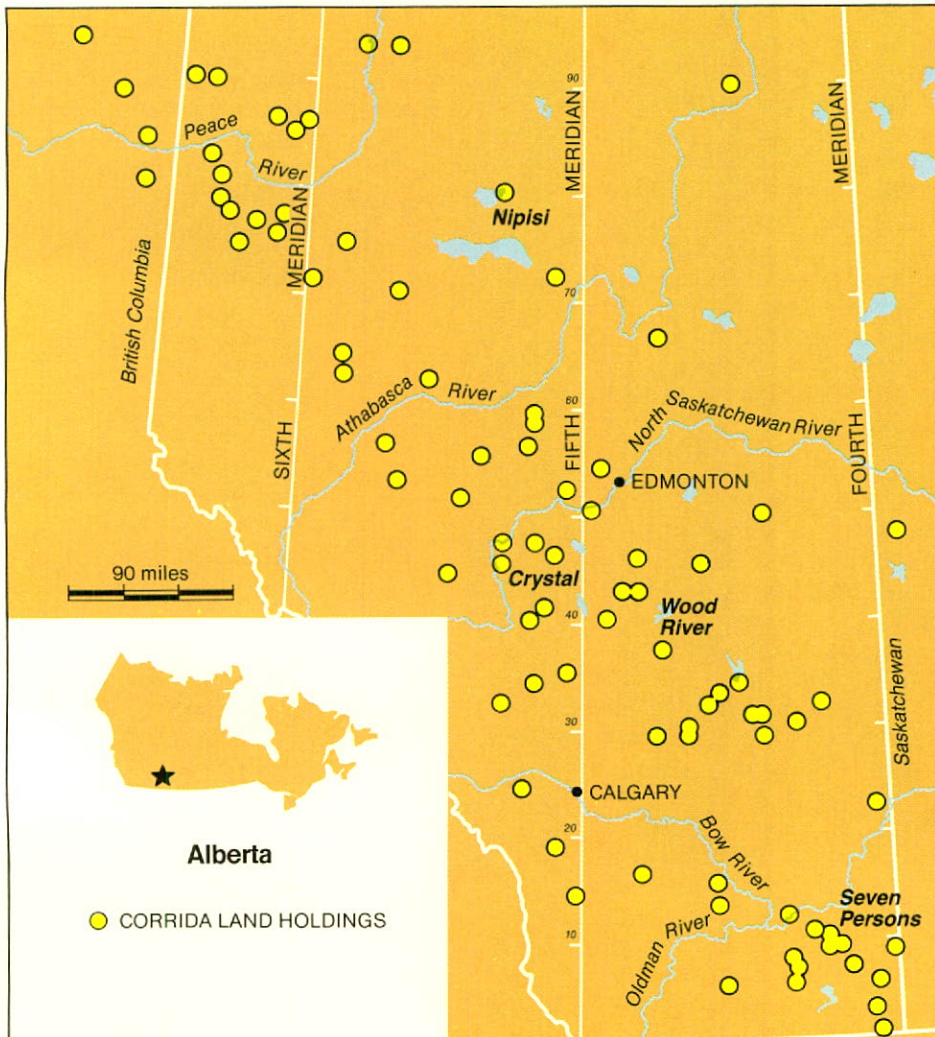 90
MERIDIAN
MERIDIAN
Peace
River
Nipisi
MERIDIAN
British Columbia
70
Athabasca
River
60
North
Saskatchewan River
SIXTH
FIFTH
FOURTH
EDMONTON
90 miles
Crystal
Wood
River
40
Saskatchewan
30
CALGARY
20
Bow River
Alberta
CORRIDA LAND HOLDINGS
Seven
Persons
Oldman River
10